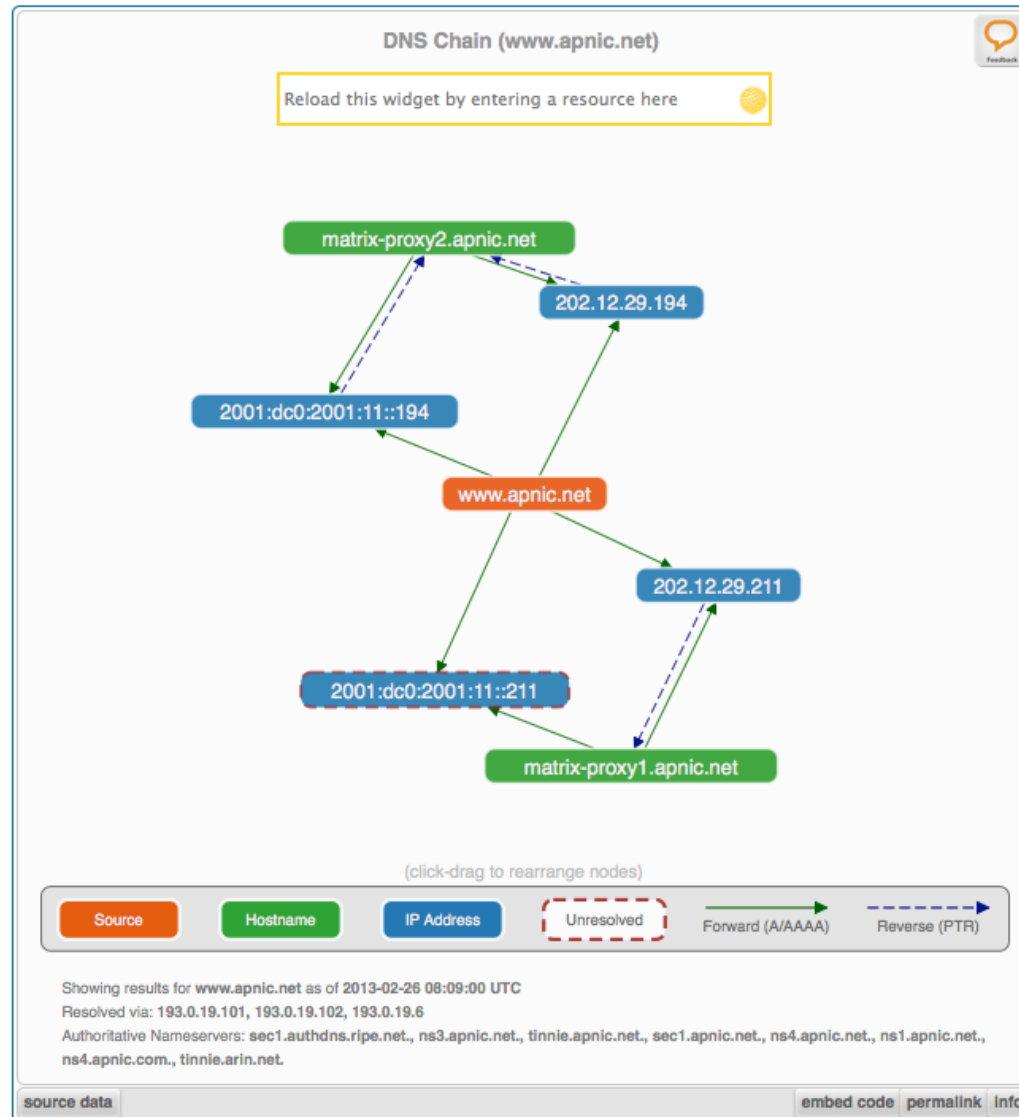 DNS Chain (www.apnic.net)
Feedback
Reload this widget by entering a resource here
matrix-proxy2.apnic.net
202.12.29.194
2001:dc0:2001:11::194
www.apnic.net
202.12.29.211
2001:dc0:2001:11::211
matrix-proxy1.apnic.net
(click-drag to rearrange nodes)
Source
Hostname
IP Address
Unresolved
Forward (A/AAAA)
Reverse (PTR)
Showing results for www.apnic.net as of 2013-02-26 08:09:00 UTC
Resolved via: 193.0.19.101, 193.0.19.102, 193.0.19.6
Authoritative Nameservers: sec1.authdns.ripe.net., ns3.apnic.net., tinnie.apnic.net., sec1.apnic.net., ns4.apnic.net., ns1.apnic.net.,
ns4.apnic.com., tinnie.arin.net.
source data
embed code
permalink
info